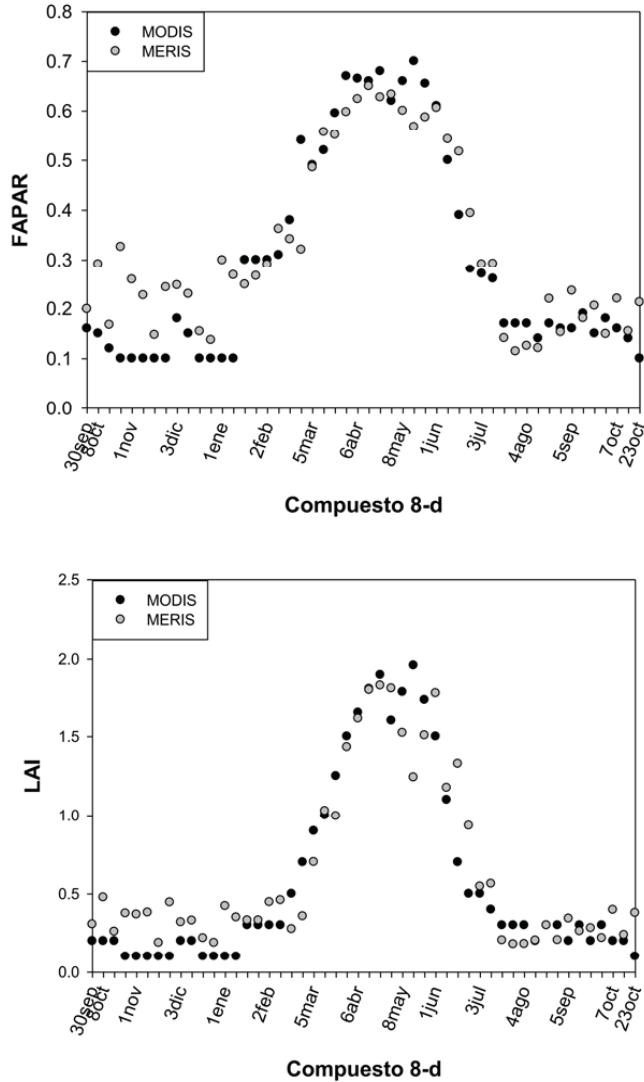 0.8
MODIS
MERIS
0.7
0.6
0.5
FAPAR
0.4
0.3
0.2
0.1
0.0
30sep
8oct
1nov
3dic
1ene
2feb
5mar
6abr
8may
1jun
3jul
4ago
5sep
7oct
23oct
Compuesto 8-d
2.5
MODIS
MERIS
2.0
1.5
LAI
1.0
0.5
0.0
30sep
8oct
1nov
3dic
1ene
2feb
5mar
6abr
8may
1jun
3jul
4ago
5sep
7oct
23oct
Compuesto 8-d